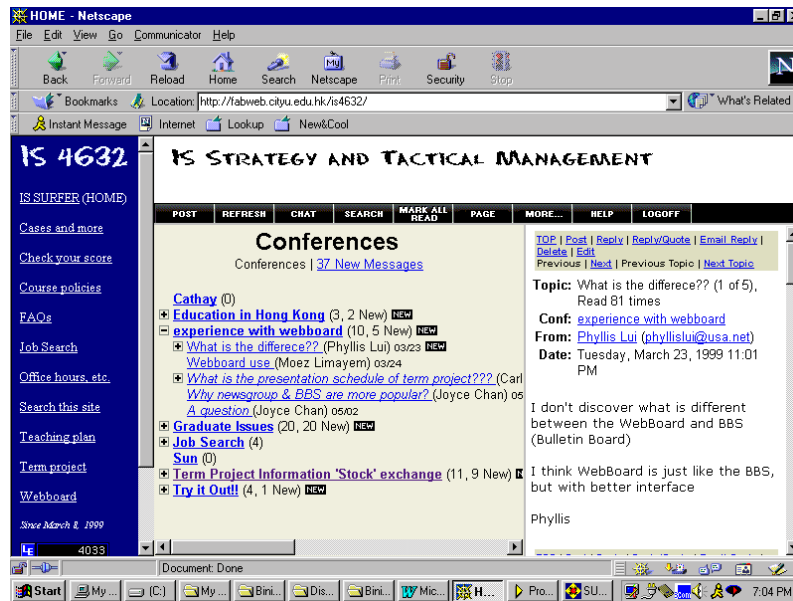 HOME - Netscape
File Edit View Go Communicator Help
Back Forward Reload Home Search Netscape Print Security Stop
My
N
Bookmarks Location: http://fabweb.cityu.edu.hk/is4632/ What's Related
Instant Message Internet Lookup New&Cool
IS 4632
IS SURFER (HOME)
Cases and more
Check your score
Course policies
FAQs
Job Search
Office hours, etc.
Search this site
Teaching plan
Term project
Webboard
Since March 8, 1999
LE 4033
IS STRATEGY AND TACTICAL MANAGEMENT
POST REFRESH CHAT SEARCH MARK ALL READ PAGE MORE... HELP LOGOFF
Conferences
Conferences | 37 New Messages
Cathay (0)
Education in Hong Kong (3, 2 New) NEW
experience with webboard (10, 5 New) NEW
What is the differece?? (Phyllis Lui) 03/23 NEW
Webboard use (Moez Limayem) 03/24
What is the presentation schedule of term project??? (Carl
Why newsgroup & BBS are more popular? (Joyce Chan) 05
A question (Joyce Chan) 05/02
Graduate Issues (20, 20 New) NEW
Job Search (4)
Sun (0)
Term Project Information 'Stock' exchange (11, 9 New)
Try it Out!! (4, 1 New) NEW
TOP | Post | Reply | Reply/Quote | Email Reply |
Delete | Edit
Previous | Next | Previous Topic | Next Topic
Topic: What is the differece?? (1 of 5),
Read 81 times
Conf: experience with webboard
From: Phyllis Lui (phyllislui@usa.net)
Date: Tuesday, March 23, 1999 11:01
PM
I don't discover what is different
between the WebBoard and BBS
(Bulletin Board)
I think WebBoard is just like the BBS,
but with better interface
Phyllis
Document: Done
Start My ... (C:) My ... Bini... Dis... Bini... Mic... H... Pro... SU... 7:04 PM